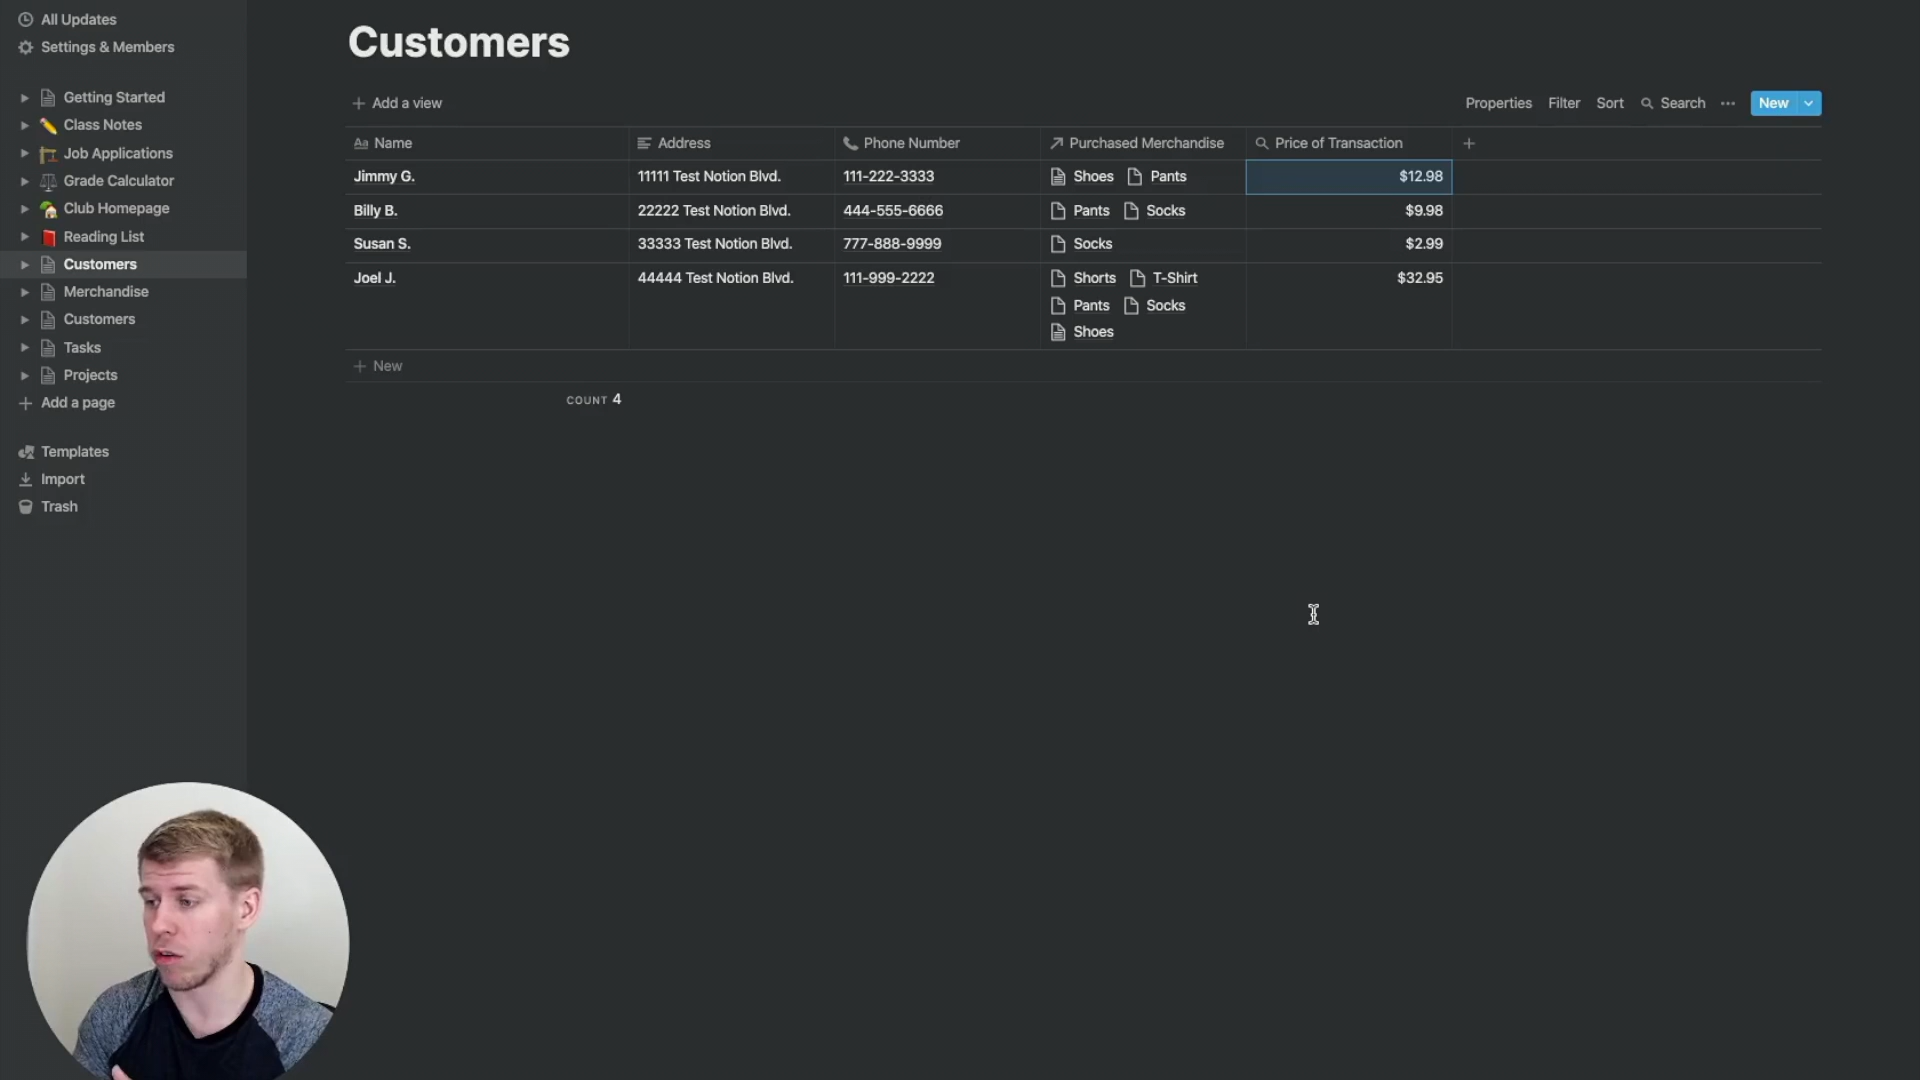 All Updates
Settings & Members
Getting Started
Class Notes
Job Applications
Grade Calculator
Club Homepage
Reading List
Customers
Merchandise
Customers
Tasks
Projects
Add a page
Templates
Import
Trash
Customers
Add a view
Properties Filter Sort Search New
Aa Name Address Phone Number Purchased Merchandise Price of Transaction
Jimmy G. 11111 Test Notion Blvd. 111-222-3333 Shoes Pants $12.98
Billy B. 22222 Test Notion Blvd. 444-555-6666 Pants Socks $9.98
Susan S. 33333 Test Notion Blvd. 777-888-9999 Socks $2.99
Joel J. 44444 Test Notion Blvd. 111-999-2222 Shorts T-Shirt $32.95
Pants Socks
Shoes
New
COUNT 4